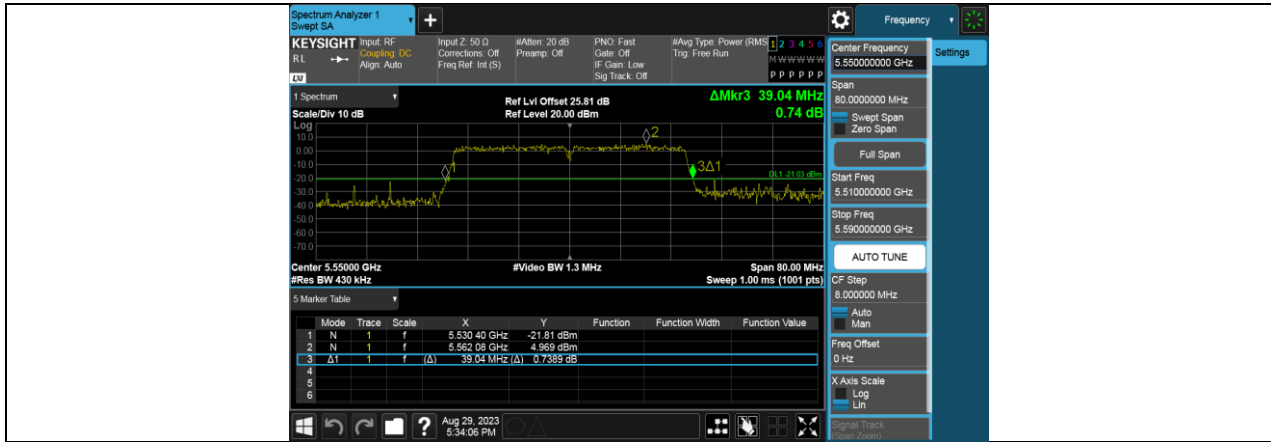 Spectrum Analyzer 1
Swept SA
+
Frequency
KEYSIGHT
RL
LXI
Input: RF
Coupling: DC
Align: Auto
Input Z: 50 Ω
Corrections: Off
Freq Ref: Int (S)
#Atten: 20 dB
Preamp: Off
PNO: Fast
Gate: Off
IF Gain: Low
Sig Track: Off
#Avg Type: Power (RMS
Trig: Free Run
1 2 3 4 5 6
M W W W W W
P P P P P P
1 Spectrum
Scale/Div 10 dB
Ref Lvl Offset 25.81 dB
Ref Level 20.00 dBm
ΔMkr3 39.04 MHz
0.74 dB
Log
10.0
0.00
-10.0
-20.0
-30.0
-40.0
-50.0
-60.0
-70.0
1
2
3Δ1
DL1 -21.03 dBm
Center 5.55000 GHz
#Res BW 430 kHz
#Video BW 1.3 MHz
Span 80.00 MHz
Sweep 1.00 ms (1001 pts)
5 Marker Table
Mode Trace Scale X Y Function Function Width Function Value
1 N 1 f 5.530 40 GHz -21.81 dBm
2 N 1 f 5.562 08 GHz 4.969 dBm
3 Δ1 1 f (Δ) 39.04 MHz (Δ) 0.7389 dB
4
5
6
?
Aug 29, 2023
5:34:06 PM
Center Frequency
5.550000000 GHz
Settings
Span
80.0000000 MHz
Swept Span
Zero Span
Full Span
Start Freq
5.510000000 GHz
Stop Freq
5.590000000 GHz
AUTO TUNE
CF Step
8.000000 MHz
Auto
Man
Freq Offset
0 Hz
X Axis Scale
Log
Lin
Signal Track
(Span Zoom)